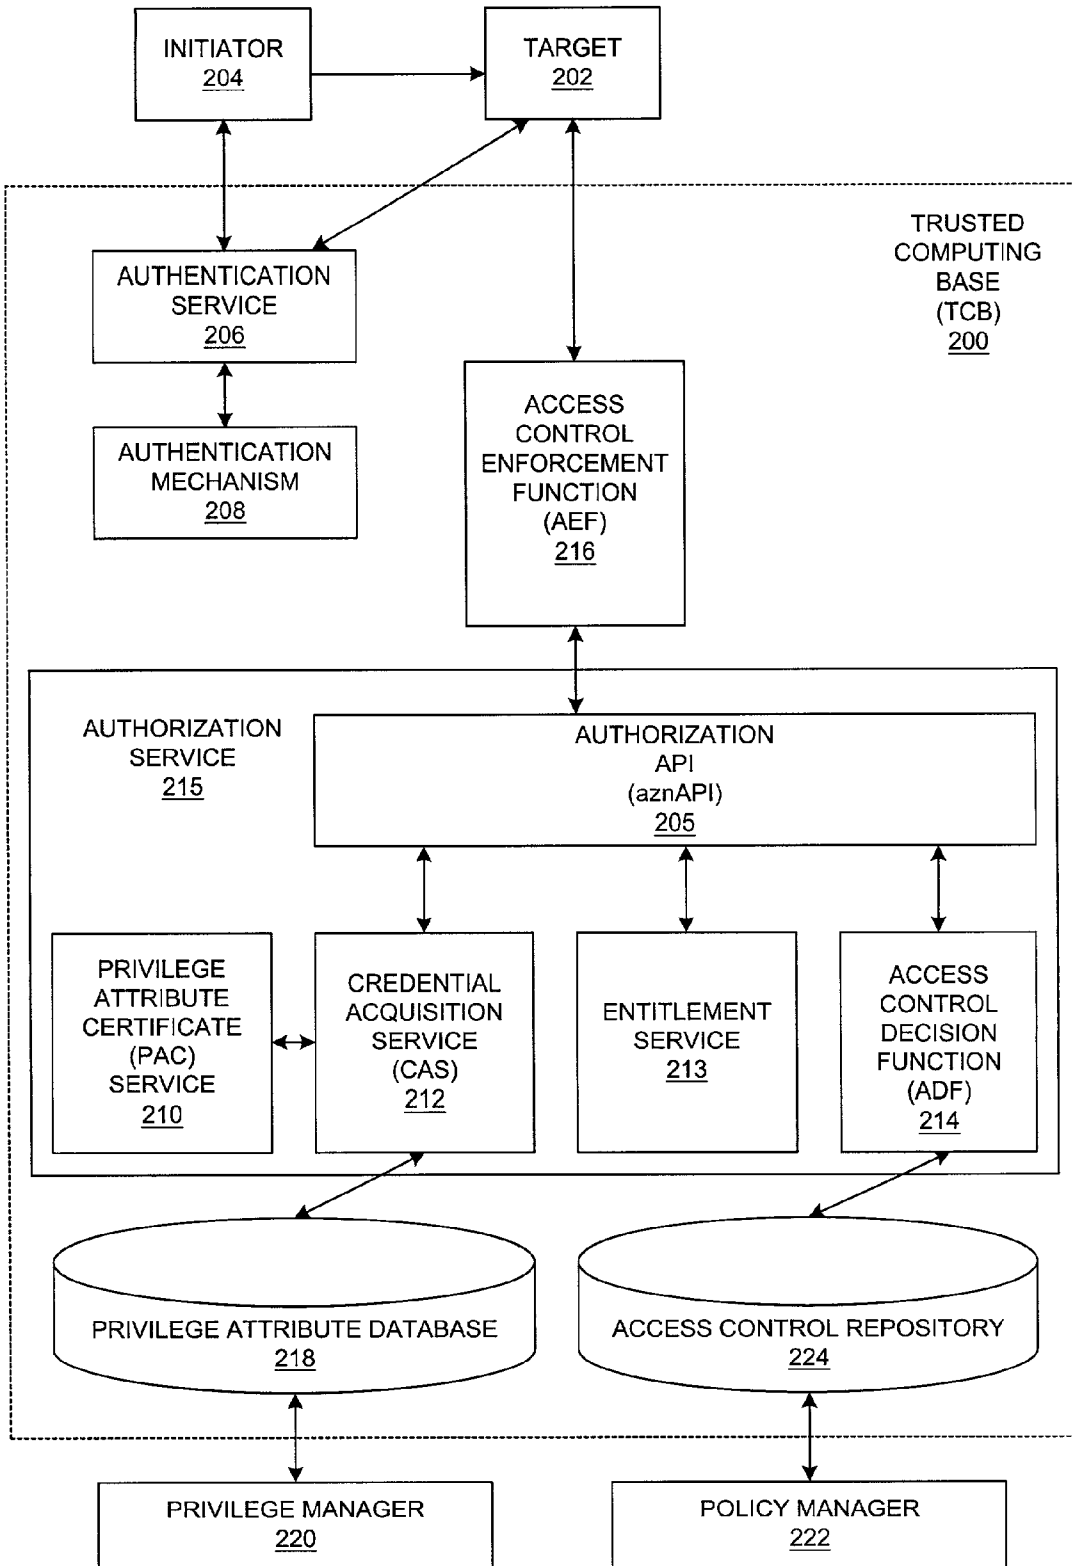 INITIATOR
204
TARGET
202
TRUSTED
COMPUTING
BASE
(TCB)
200
AUTHENTICATION
SERVICE
206
AUTHENTICATION
MECHANISM
208
ACCESS
CONTROL
ENFORCEMENT
FUNCTION
(AEF)
216
AUTHORIZATION
SERVICE
215
AUTHORIZATION
API
(aznAPI)
205
PRIVILEGE
ATTRIBUTE
CERTIFICATE
(PAC)
SERVICE
210
CREDENTIAL
ACQUISITION
SERVICE
(CAS)
212
ENTITLEMENT
SERVICE
213
ACCESS
CONTROL
DECISION
FUNCTION
(ADF)
214
PRIVILEGE ATTRIBUTE DATABASE
218
ACCESS CONTROL REPOSITORY
224
PRIVILEGE MANAGER
220
POLICY MANAGER
222